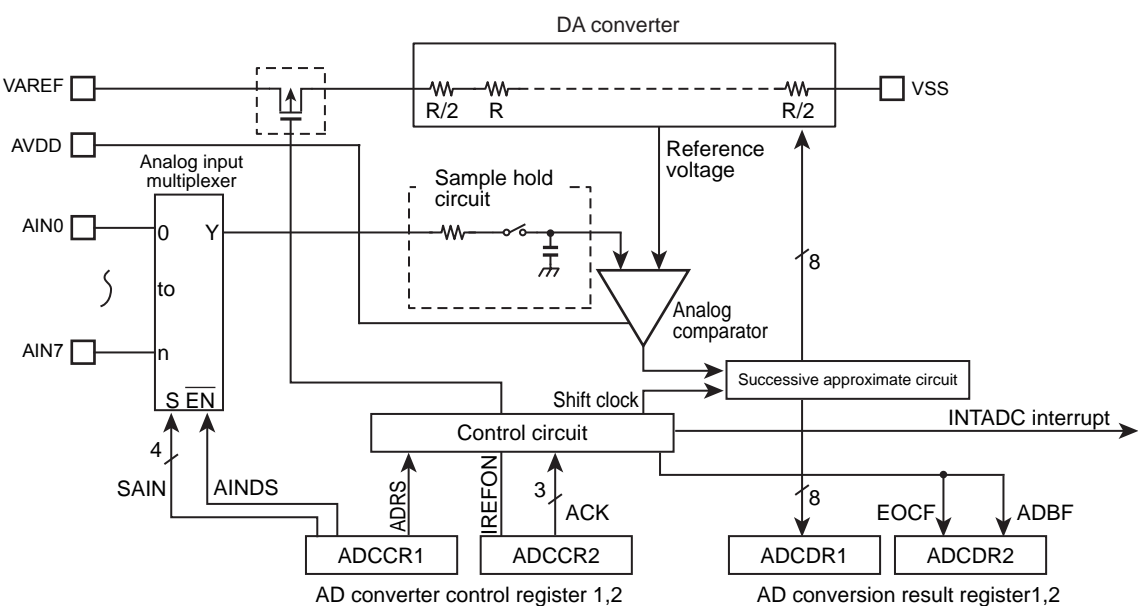 DA converter
VAREF
R/2
R
R/2
VSS
AVDD
Analog input
multiplexer
Reference
voltage
Sample hold
circuit
AIN0
0
Y
8
to
Analog
comparator
AIN7
n
S
EN
Successive approximate circuit
Shift clock
Control circuit
INTADC interrupt
4
SAIN
AINDS
ADRS
IREFON
3
ACK
8
EOCF
ADBF
ADCCR1
ADCCR2
ADCDR1
ADCDR2
AD converter control register 1,2
AD conversion result register1,2